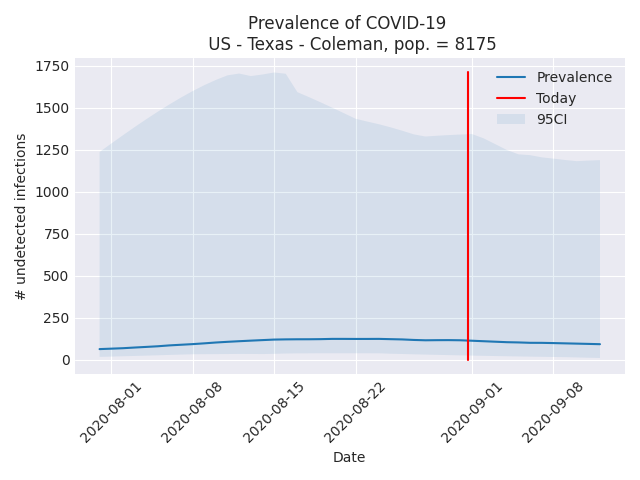 Prevalence of COVID-19
US - Texas - Coleman, pop. = 8175
Prevalence
Today
95CI
# undetected infections
1750
1500
1250
1000
750
500
250
0
2020-08-01
2020-08-08
2020-08-15
2020-08-22
2020-09-01
2020-09-08
Date